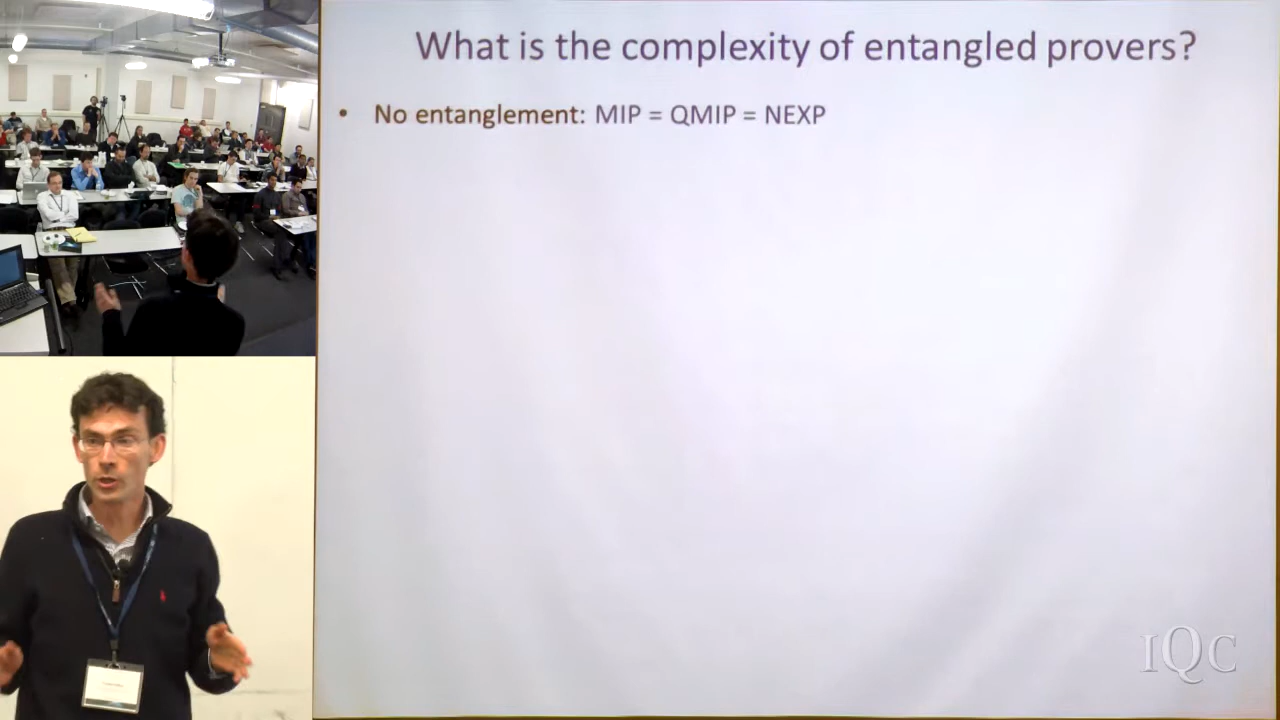 What is the complexity of entangled provers?
• No entanglement: MIP = QMIP = NEXP
IQC